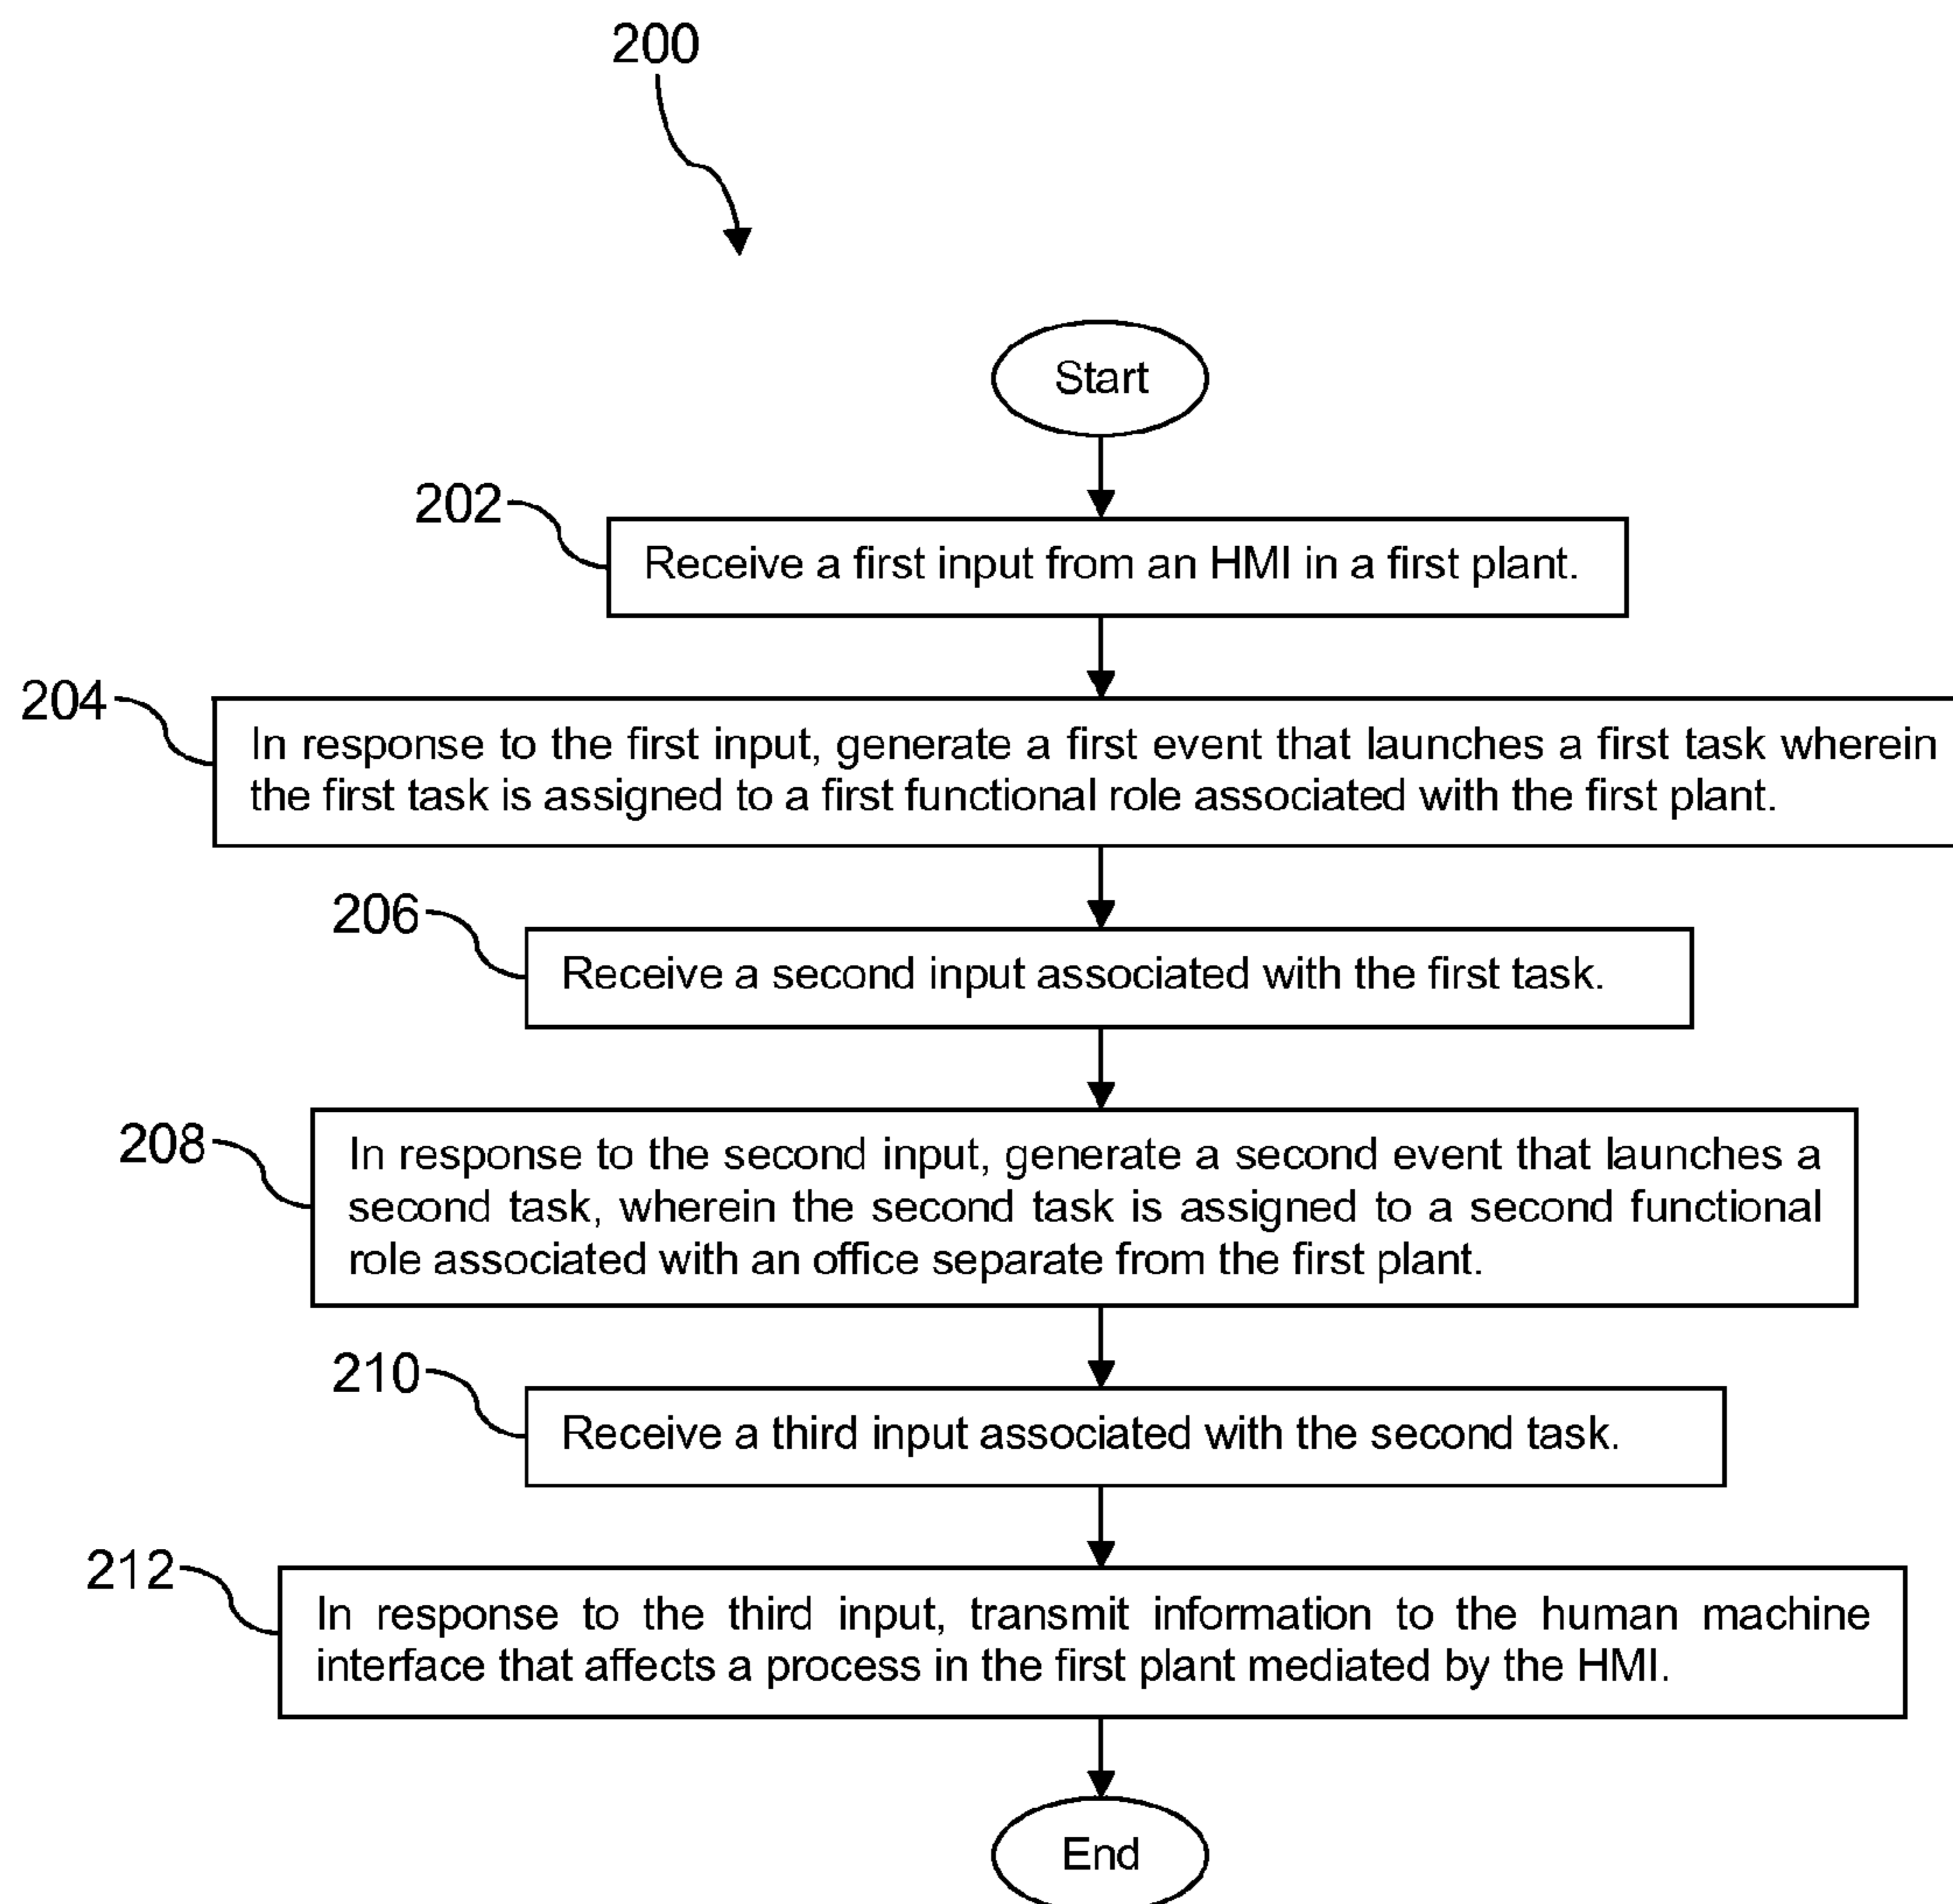 200
Start
202
Receive a first input from an HMI in a first plant.
204
In response to the first input, generate a first event that launches a first task wherein
the first task is assigned to a first functional role associated with the first plant.
206
Receive a second input associated with the first task.
208
In response to the second input, generate a second event that launches a
second task, wherein the second task is assigned to a second functional
role associated with an office separate from the first plant.
210
Receive a third input associated with the second task.
212
In response to the third input, transmit information to the human machine
interface that affects a process in the first plant mediated by the HMI.
End